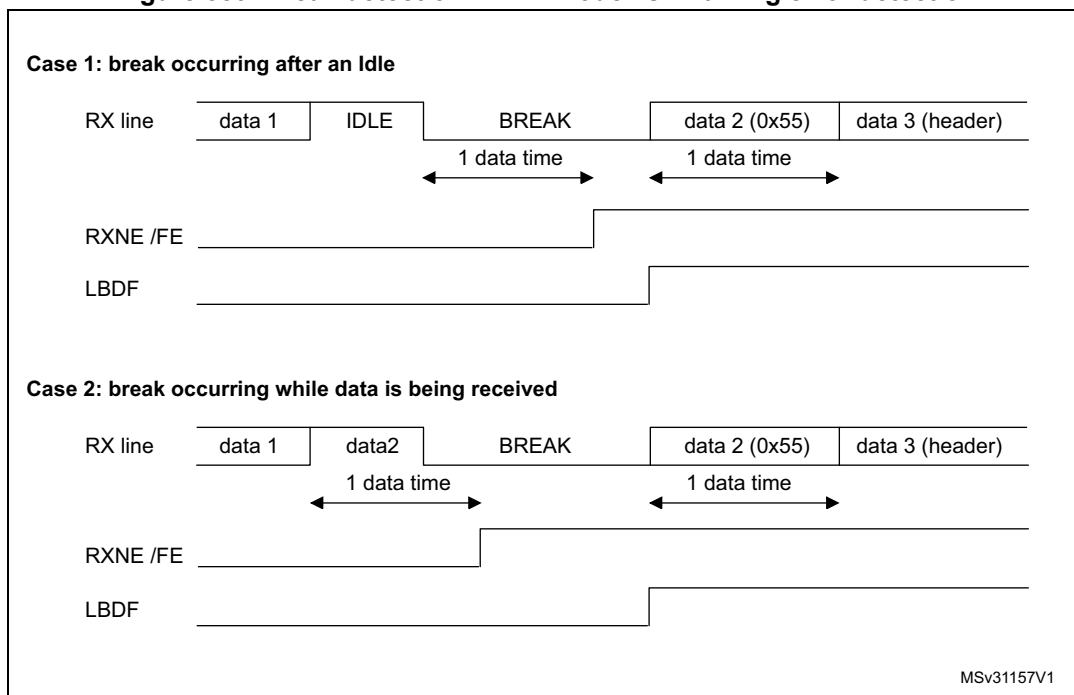 Case 1: break occurring after an Idle
RX line data 1 IDLE BREAK data 2 (0x55) data 3 (header)
1 data time 1 data time
RXNE /FE
LBDF
Case 2: break occurring while data is being received
RX line data 1 data2 BREAK data 2 (0x55) data 3 (header)
1 data time 1 data time
RXNE /FE
LBDF
MSv31157V1